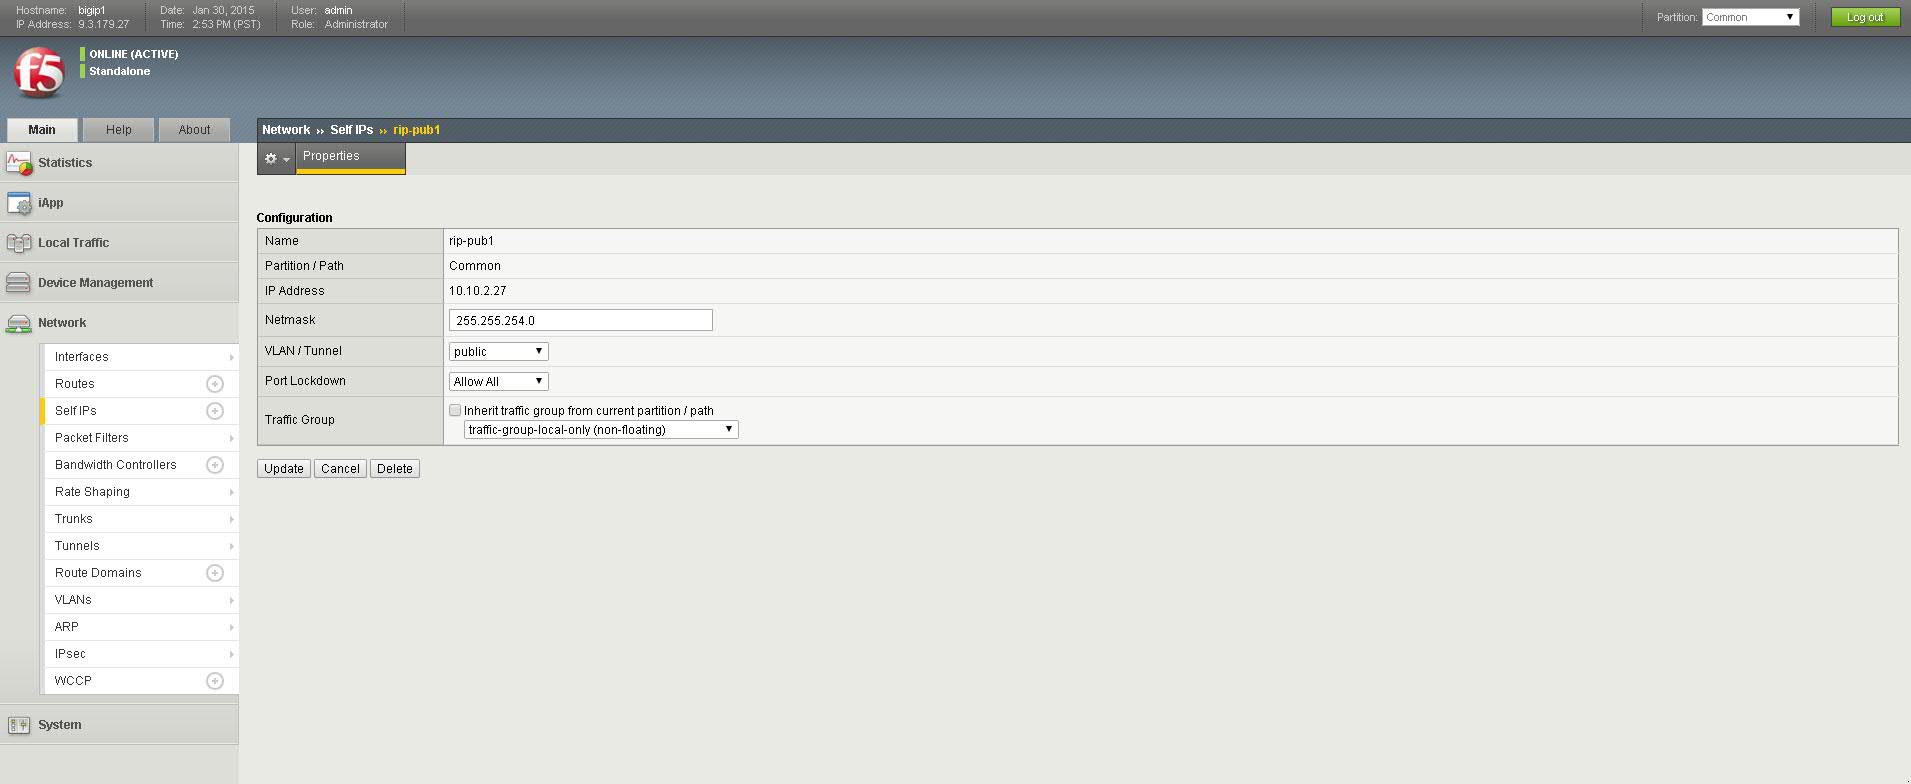 Hostname: bigip1 Date: Jan 30, 2015 User: admin
IP Address: 9.3.179.27 Time: 2:53 PM (PST) Role: Administrator
Partition: Common Log out
f5
ONLINE (ACTIVE)
Standalone
Main Help About
Network ›› Self IPs ›› rip-pub1
Properties
Statistics
iApp
Local Traffic
Device Management
Network
Interfaces
Routes
Self IPs
Packet Filters
Bandwidth Controllers
Rate Shaping
Trunks
Tunnels
Route Domains
VLANs
ARP
IPsec
WCCP
System
Configuration
Name rip-pub1
Partition / Path Common
IP Address 10.10.2.27
Netmask 255.255.254.0
VLAN / Tunnel public
Port Lockdown Allow All
Traffic Group
Inherit traffic group from current partition / path
traffic-group-local-only (non-floating)
Update Cancel Delete